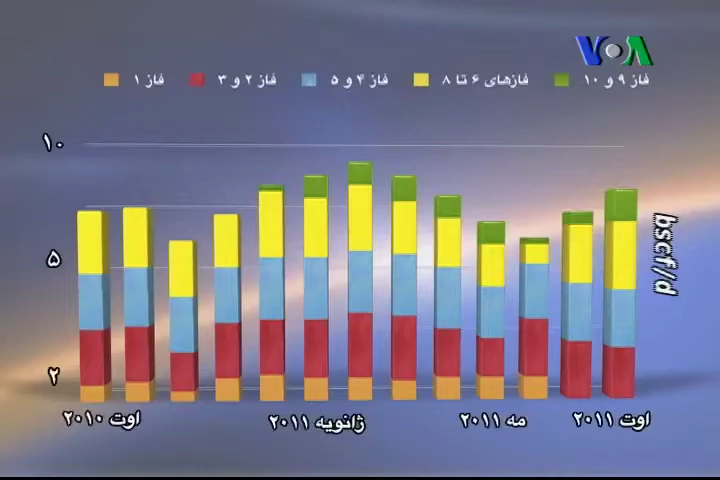 VOA
فاز ۱ فاز ۲ و ۳ فاز ۴ و ۵ فازهای ۶ تا ۸ فاز ۹ و ۱۰
۱۰
۵
bscf/d
۲
اوت ۲۰۱۰ ژانویه ۲۰۱۱ مه ۲۰۱۱ اوت ۲۰۱۱